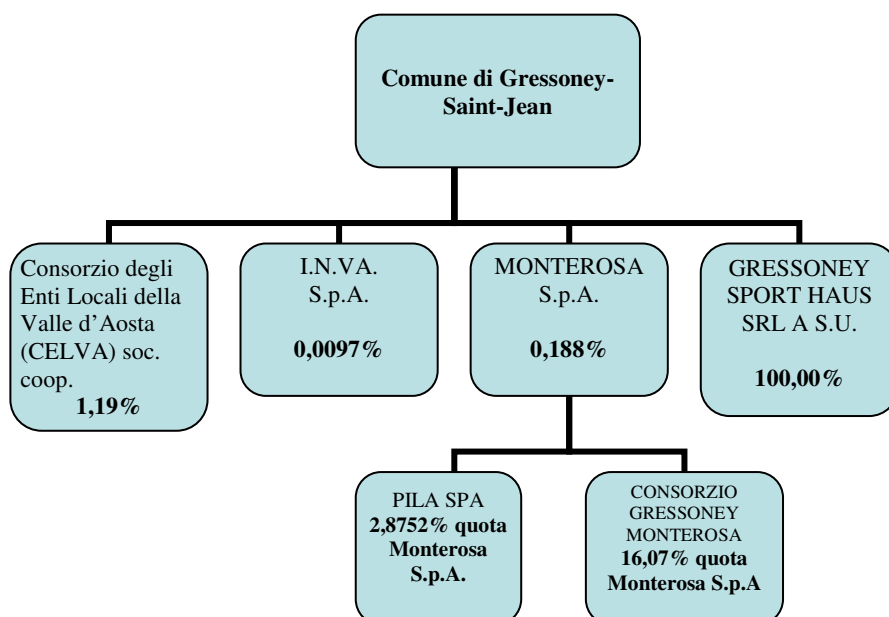 Comune di Gressoney-
Saint-Jean
Consorzio degli
Enti Locali della
Valle d'Aosta
(CELVA) soc.
coop.
1,19%
I.N.VA.
S.p.A.
0,0097%
MONTEROSA
S.p.A.
0,188%
GRESSONEY
SPORT HAUS
SRL A S.U.
100,00%
PILA SPA
2,8752% quota
Monterosa
S.p.A.
CONSORZIO
GRESSONEY
MONTEROSA
16,07% quota
Monterosa S.p.A